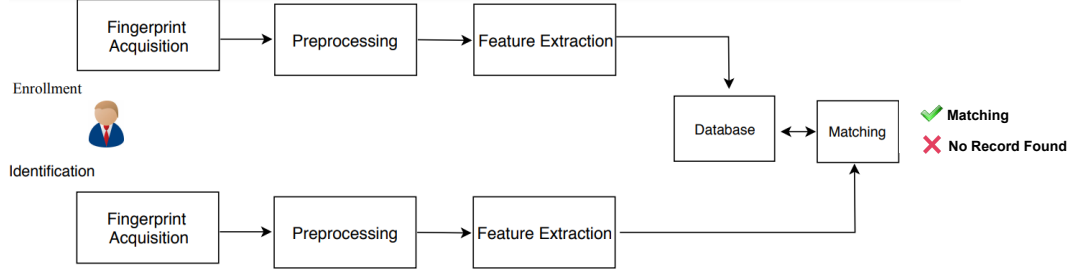 Fingerprint
Acquisition
Preprocessing
Feature Extraction
Enrollment
Database
Matching
Matching
No Record Found
Identification
Fingerprint
Acquisition
Preprocessing
Feature Extraction